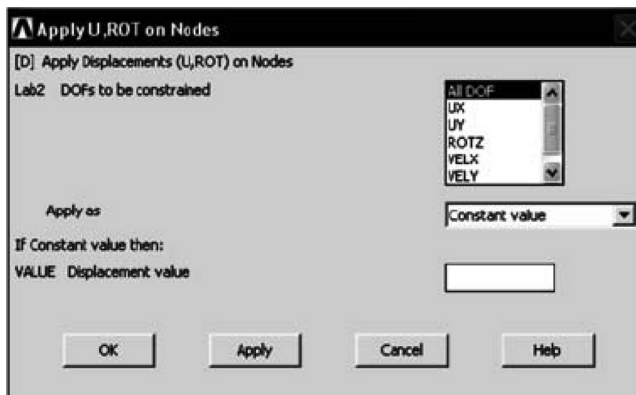 Apply U,ROT on Nodes
[D] Apply Displacements (U,ROT) on Nodes
Lab2 DOFs to be constrained
All DOF
UX
UY
ROTZ
VELX
VELY
Apply as
Constant value
If Constant value then:
VALUE Displacement value
OK
Apply
Cancel
Help